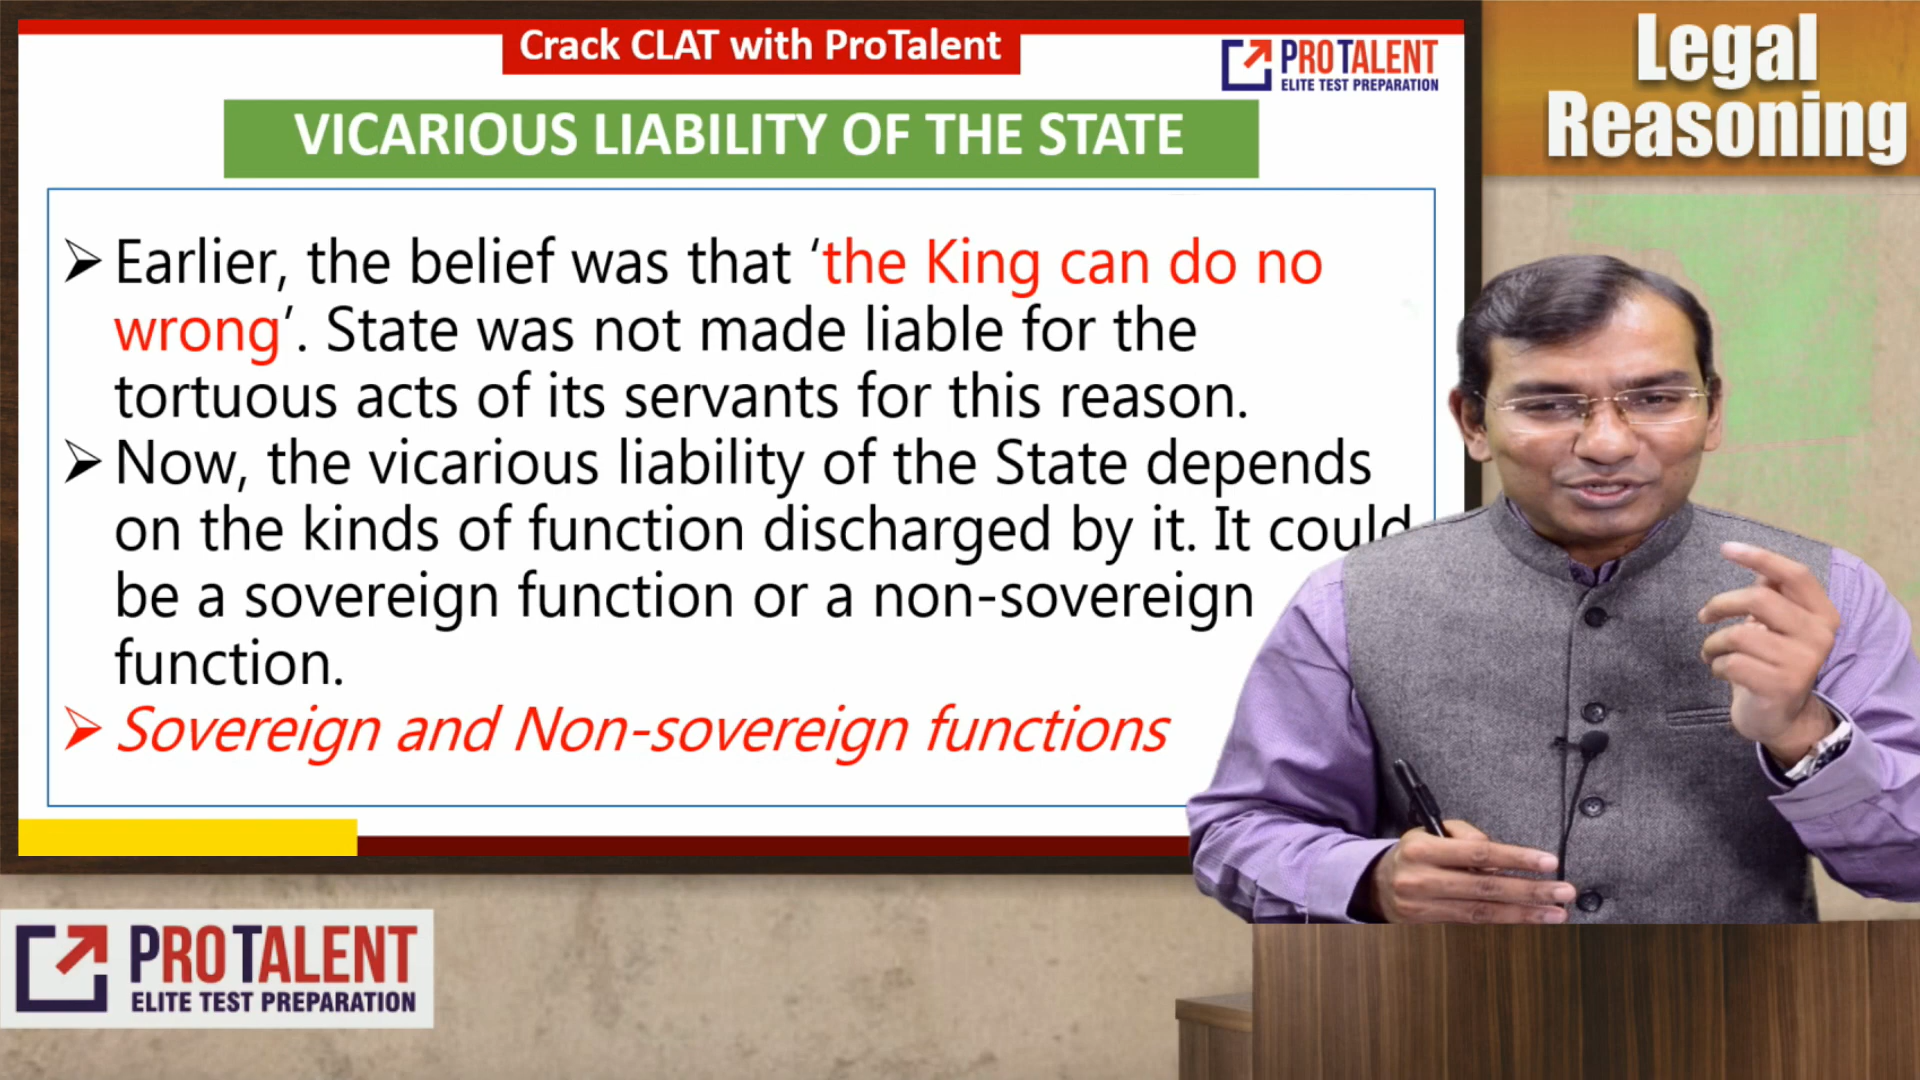 Crack CLAT with ProTalent
PROTALENT
ELITE TEST PREPARATION
Legal
Reasoning
VICARIOUS LIABILITY OF THE STATE
➢ Earlier, the belief was that ‘the King can do no
wrong’. State was not made liable for the
tortuous acts of its servants for this reason.
➢ Now, the vicarious liability of the State depends
on the kinds of function discharged by it. It could
be a sovereign function or a non-sovereign
function.
➢ Sovereign and Non-sovereign functions
PROTALENT
ELITE TEST PREPARATION